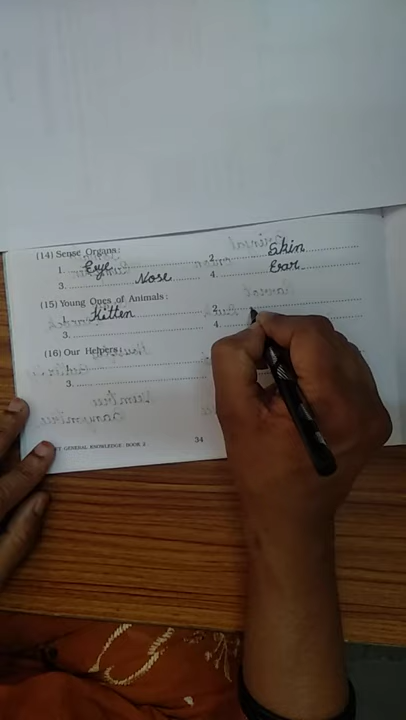 (14) Sense Organs:
1. Eye 2. Skin
3. Nose 4. Ear
(15) Young Ones of Animals:
1. Kitten 2.
3. 4.
(16) Our Helpers:
1.
3.
GENERAL KNOWLEDGE: BOOK 2 34